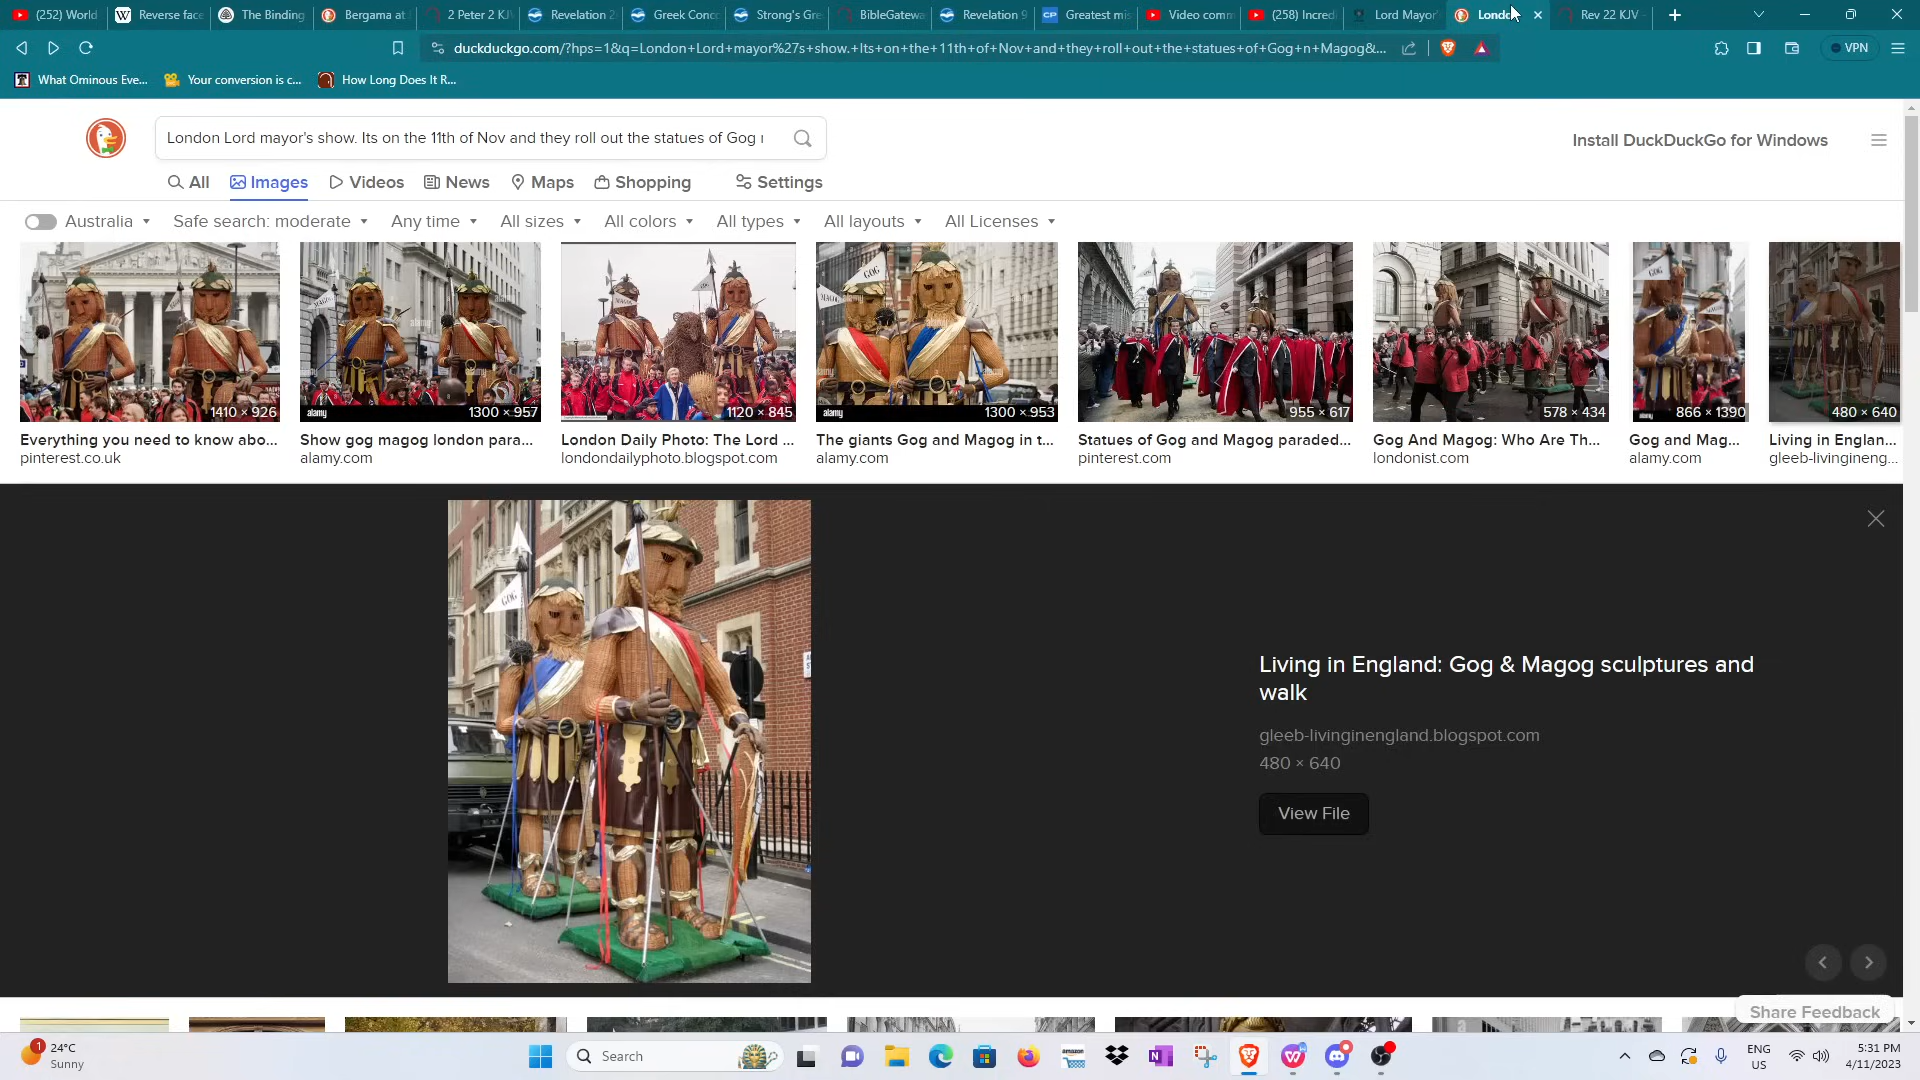 (252) World
Reverse face
The Binding
Bergama at
2 Peter 2 KJV
Revelation 2
Greek Conc
Strong's Gre
BibleGatewa
Revelation 9
Greatest mis
Video comm
(258) Incredi
Lord Mayor'
Londo
Rev 22 KJV -
duckduckgo.com/?hps=1&q=London+Lord+mayor%27s+show.+Its+on+the+11th+of+Nov+and+they+roll+out+the+statues+of+Gog+n+Magog&...
VPN
What Ominous Eve...
Your conversion is c...
How Long Does It R...
London Lord mayor's show. Its on the 11th of Nov and they roll out the statues of Gog
Install DuckDuckGo for Windows
All
Images
Videos
News
Maps
Shopping
Settings
Australia
Safe search: moderate
Any time
All sizes
All colors
All types
All layouts
All Licenses
1410 × 926
alamy
1300 × 957
1120 × 845
alamy
1300 × 953
955 × 617
578 × 434
866 × 1390
480 × 640
Everything you need to know abo...
pinterest.co.uk
Show gog magog london para...
alamy.com
London Daily Photo: The Lord ...
londondailyphoto.blogspot.com
The giants Gog and Magog in t...
alamy.com
Statues of Gog and Magog paraded...
pinterest.com
Gog And Magog: Who Are Th...
londonist.com
Gog and Mag...
alamy.com
Living in Englan...
gleeb-livingineng...
GOG
Living in England: Gog & Magog sculptures and
walk
gleeb-livinginengland.blogspot.com
480 × 640
View File
Share Feedback
1
24°C
Sunny
Search
amazon
ENG
US
5:31 PM
4/11/2023